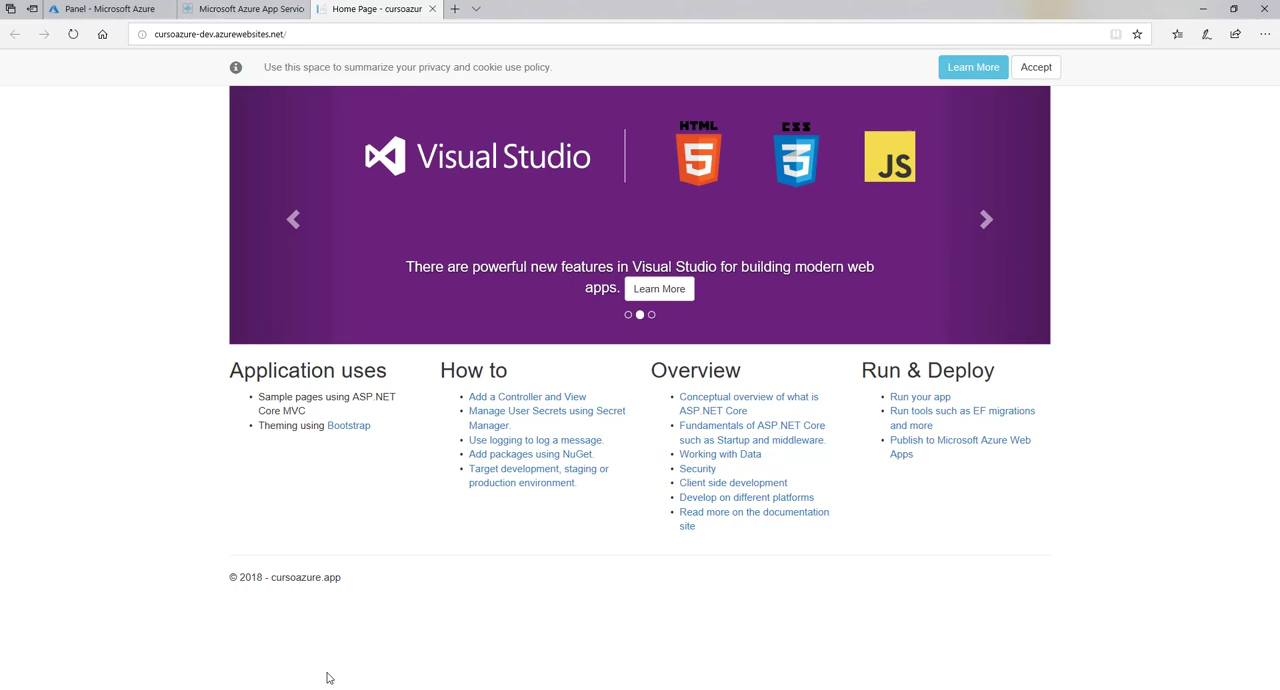 Panel - Microsoft Azure
Microsoft Azure App Servic
Home Page - cursoazur
cursoazure-dev.azurewebsites.net/
Use this space to summarize your privacy and cookie use policy.
Learn More
Accept
Visual Studio
HTML
5
CSS
3
JS
There are powerful new features in Visual Studio for building modern web
apps. Learn More
Application uses
• Sample pages using ASP.NET
Core MVC
• Theming using Bootstrap
How to
• Add a Controller and View
• Manage User Secrets using Secret
Manager.
• Use logging to log a message.
• Add packages using NuGet.
• Target development, staging or
production environment.
Overview
• Conceptual overview of what is
ASP.NET Core
• Fundamentals of ASP.NET Core
such as Startup and middleware.
• Working with Data
• Security
• Client side development
• Develop on different platforms
• Read more on the documentation
site
Run & Deploy
• Run your app
• Run tools such as EF migrations
and more
• Publish to Microsoft Azure Web
Apps
© 2018 - cursoazure.app